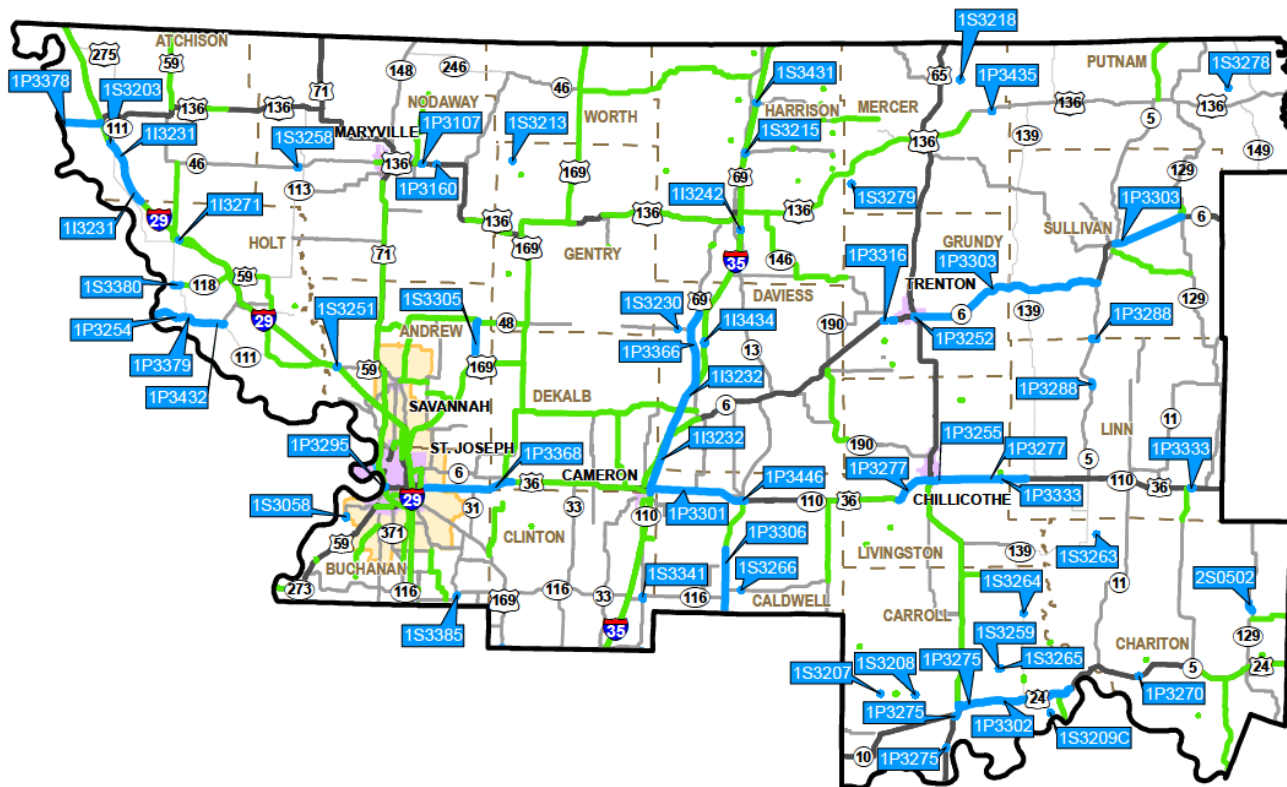 1S3218
ATCHISON
275
59
1P3378
1S3203
71
148
246
65
1P3435
PUTNAM
1S3278
136
136
136
NODAWAY
46
WORTH
1S3431
HARRISON
MERCER
136
136
111
1I3231
1S3258
MARYVILLE
1P3107
1S3213
1S3215
136
139
5
149
46
136
113
1P3160
169
69
1S3279
129
1I3231
29
1I3271
136
136
1I3242
136
SULLIVAN
1P3303
6
HOLT
71
169
GENTRY
35
146
GRUNDY
1P3316
1P3303
TRENTON
1S3380
118
59
1S3251
1S3305
1S3230
69
DAVIESS
190
6
139
129
1P3254
29
ANDREW
48
1I3434
1P3252
1P3288
1P3379
111
59
169
1P3366
13
1P3432
1I3232
1P3288
SAVANNAH
DEKALB
6
11
LINN
1P3295
ST. JOSEPH
1P3368
CAMERON
1I3232
190
1P3255
1P3277
5
1P3333
6
36
1P3446
1P3277
29
31
110
36
CHILLICOTHE
1P3333
110
36
1S3058
33
110
1P3301
371
CLINTON
1P3306
LIVINGSTON
139
1S3263
59
BUCHANAN
1S3341
1S3266
1S3264
11
2S0502
273
116
169
116
33
116
CALDWELL
CARROLL
1S3385
35
1S3259
1S3265
CHARITON
129
1S3207
1S3208
1P3275
5
24
1P3275
24
1P3270
1P3302
1S3209C
10
1P3275